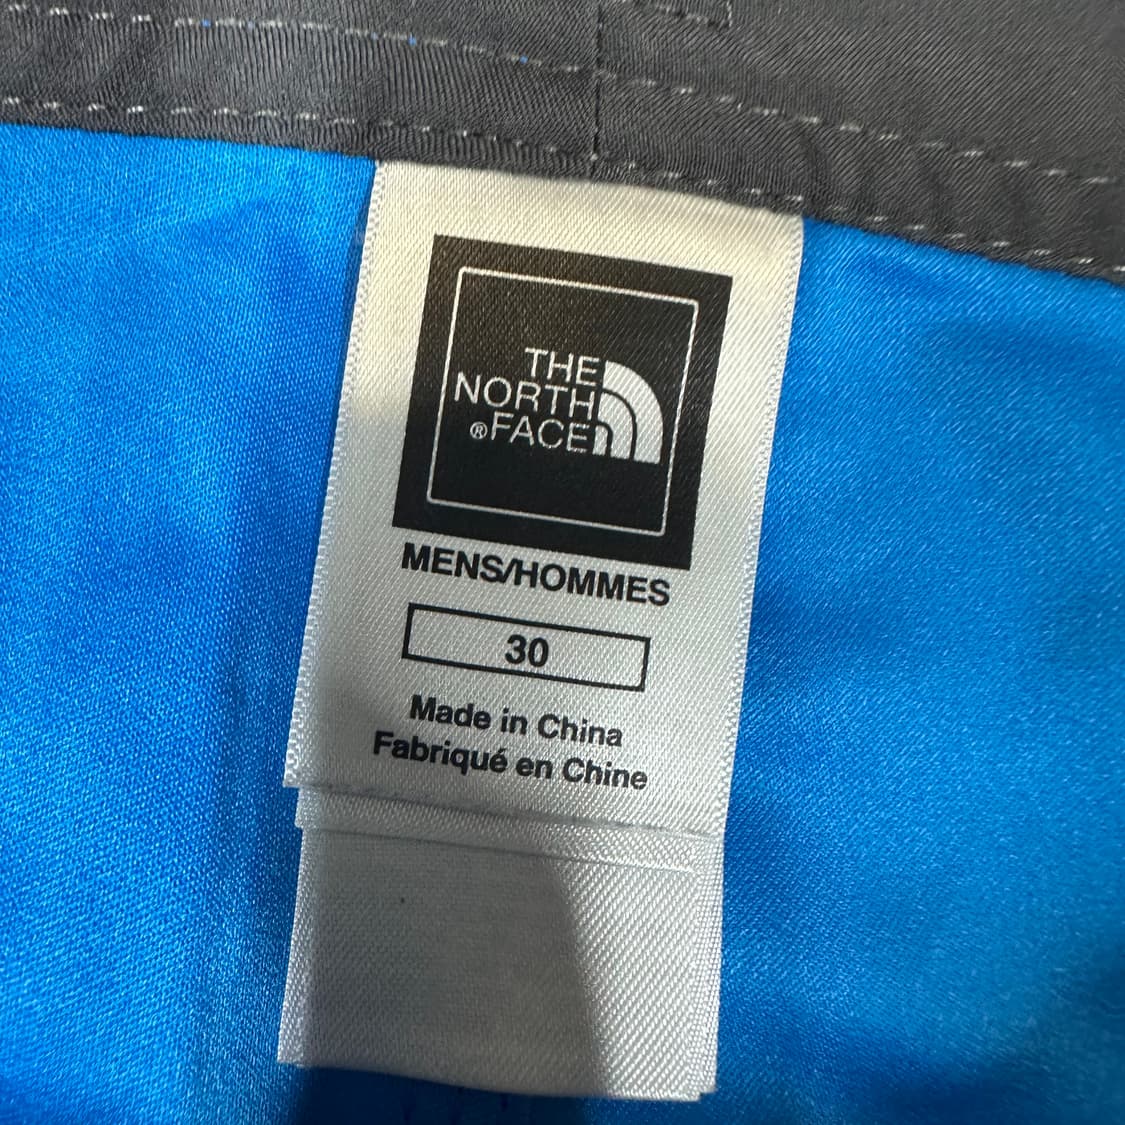 THE
NORTH
®FACE
MENS/HOMMES
30
Made in China
Fabriqué en Chine